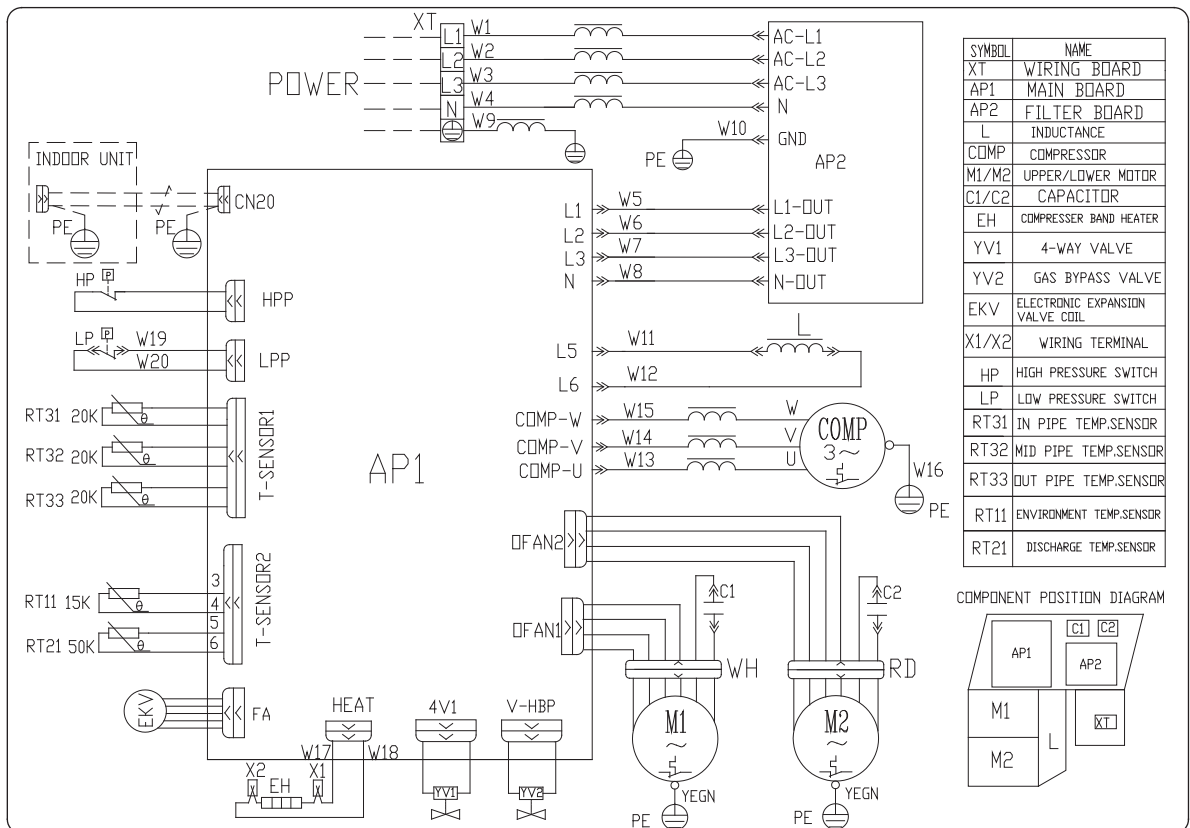 XT
POWER
L1 W1
L2 W2
L3 W3
N W4
W9
AC-L1
AC-L2
AC-L3
N
W10
GND
PE
AP2
INDOOR UNIT
PE
PE
CN20
HP P
HPP
LP P W19
W20
LPP
RT31 20K θ
RT32 20K θ
RT33 20K θ
T-SENSOR1
AP1
L1 W5 L1-OUT
L2 W6 L2-OUT
L3 W7 L3-OUT
N W8 N-OUT
L
L5 W11
L6 W12
COMP-W W15 W
COMP-V W14 V
COMP-U W13 U
COMP
3~
W16
PE
OFAN2
OFAN1
3
4
5
6
T-SENSOR2
RT11 15K θ
RT21 50K θ
EKV
FA
HEAT
4V1
V-HBP
W17
W18
X2
EH
X1
YV1
YV2
C1
C2
WH
RD
M1
~
M2
~
YEGN
PE
YEGN
PE
SYMBOL NAME
XT WIRING BOARD
AP1 MAIN BOARD
AP2 FILTER BOARD
L INDUCTANCE
COMP COMPRESSOR
M1/M2 UPPER/LOWER MOTOR
C1/C2 CAPACITOR
EH COMPRESSER BAND HEATER
YV1 4-WAY VALVE
YV2 GAS BYPASS VALVE
EKV ELECTRONIC EXPANSION
VALVE COIL
X1/X2 WIRING TERMINAL
HP HIGH PRESSURE SWITCH
LP LOW PRESSURE SWITCH
RT31 IN PIPE TEMP.SENSOR
RT32 MID PIPE TEMP.SENSOR
RT33 OUT PIPE TEMP.SENSOR
RT11 ENVIRONMENT TEMP.SENSOR
RT21 DISCHARGE TEMP.SENSOR
COMPONENT POSITION DIAGRAM
AP1
C1 C2
AP2
M1
L
XT
M2